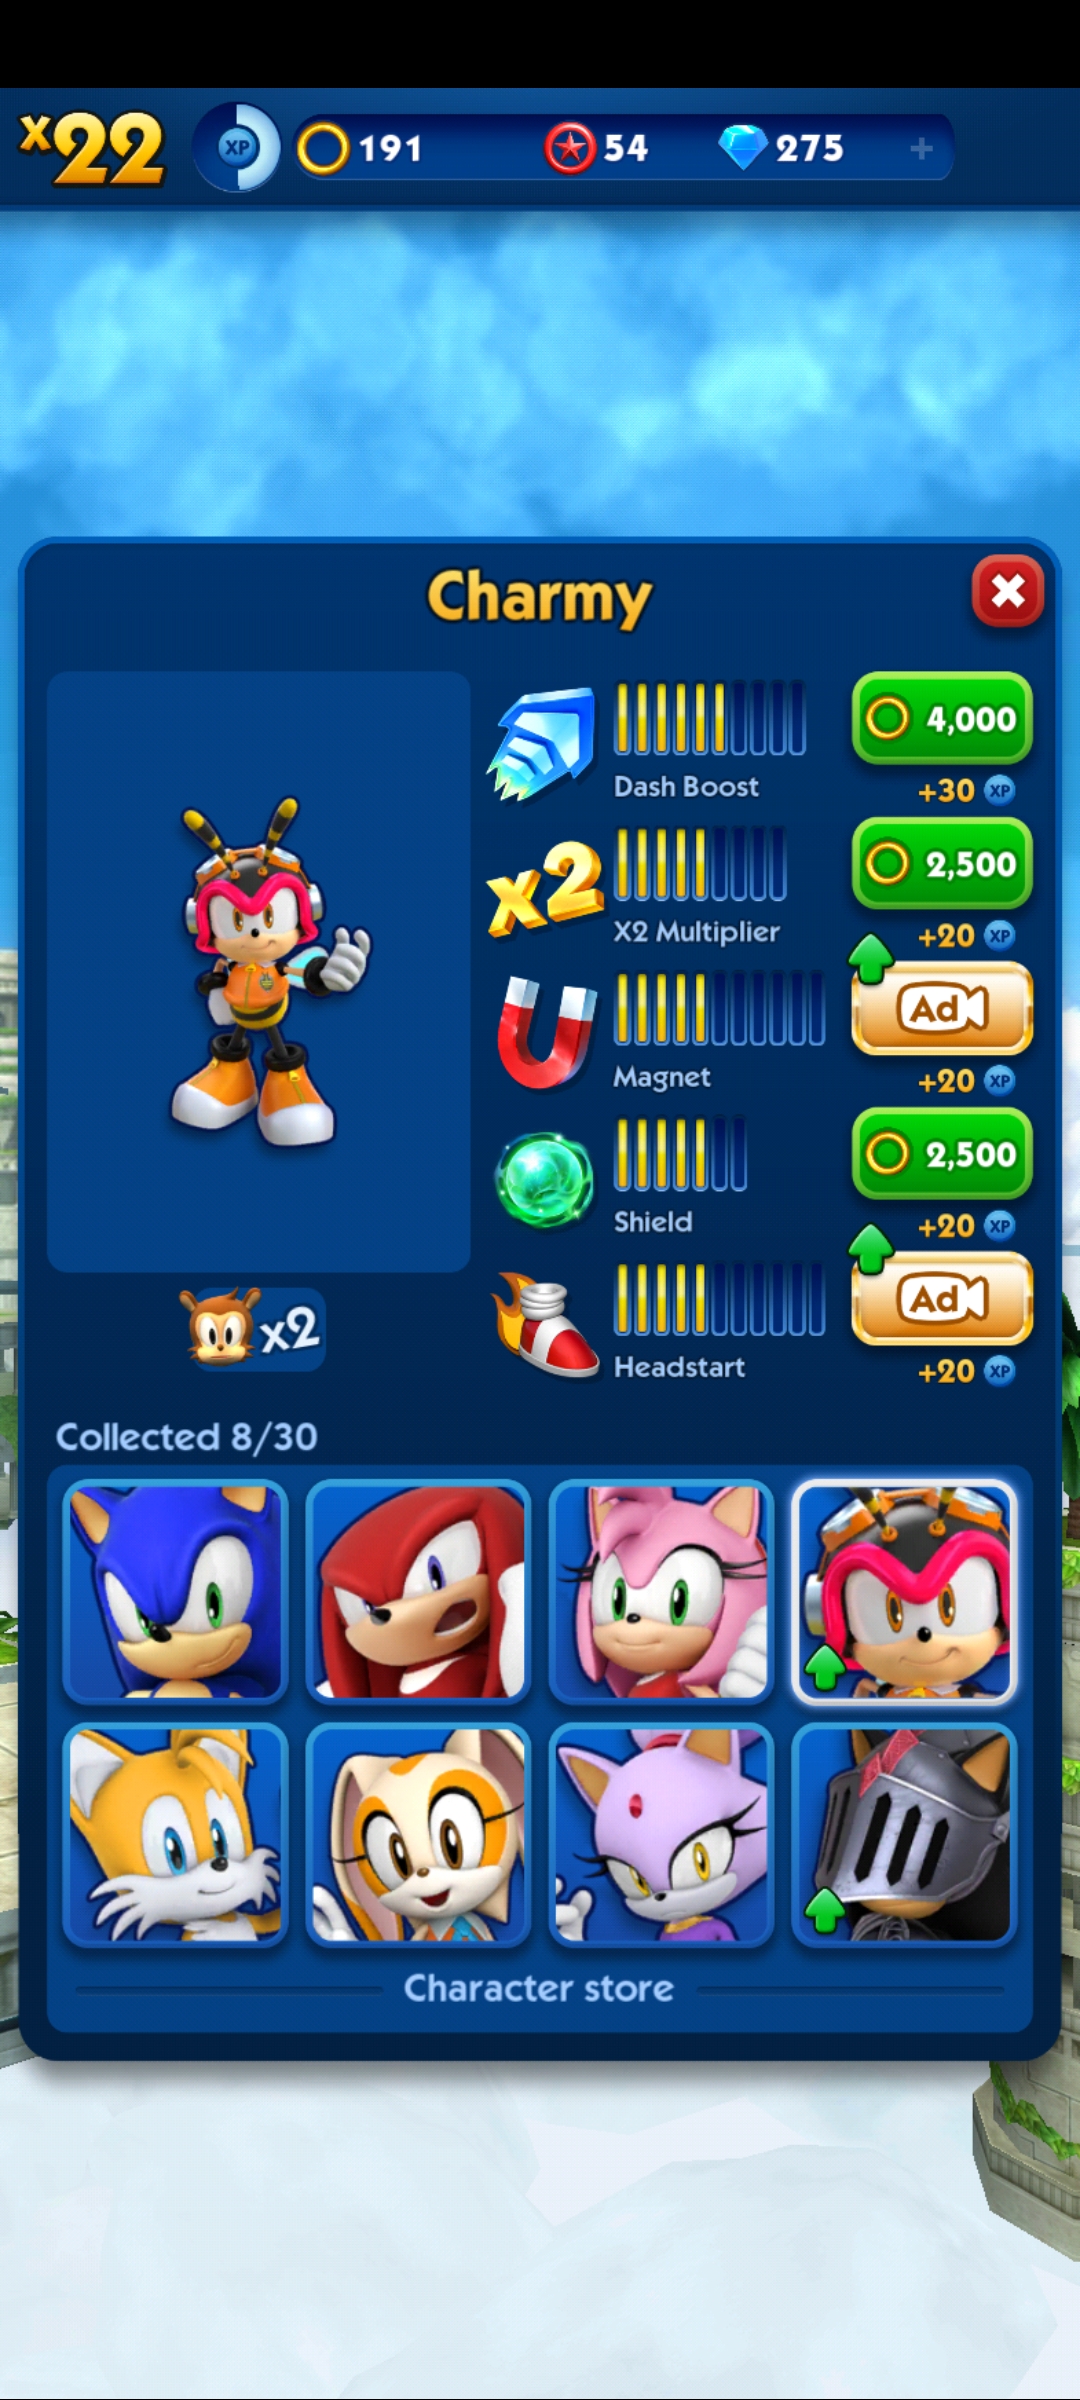 x22 XP 191 54 275 +
Charmy
4,000
Dash Boost
+30 XP
x2
2,500
X2 Multiplier
+20 XP
Ad
Magnet
+20 XP
2,500
Shield
+20 XP
x2
Ad
Headstart
+20 XP
Collected 8/30
Character store